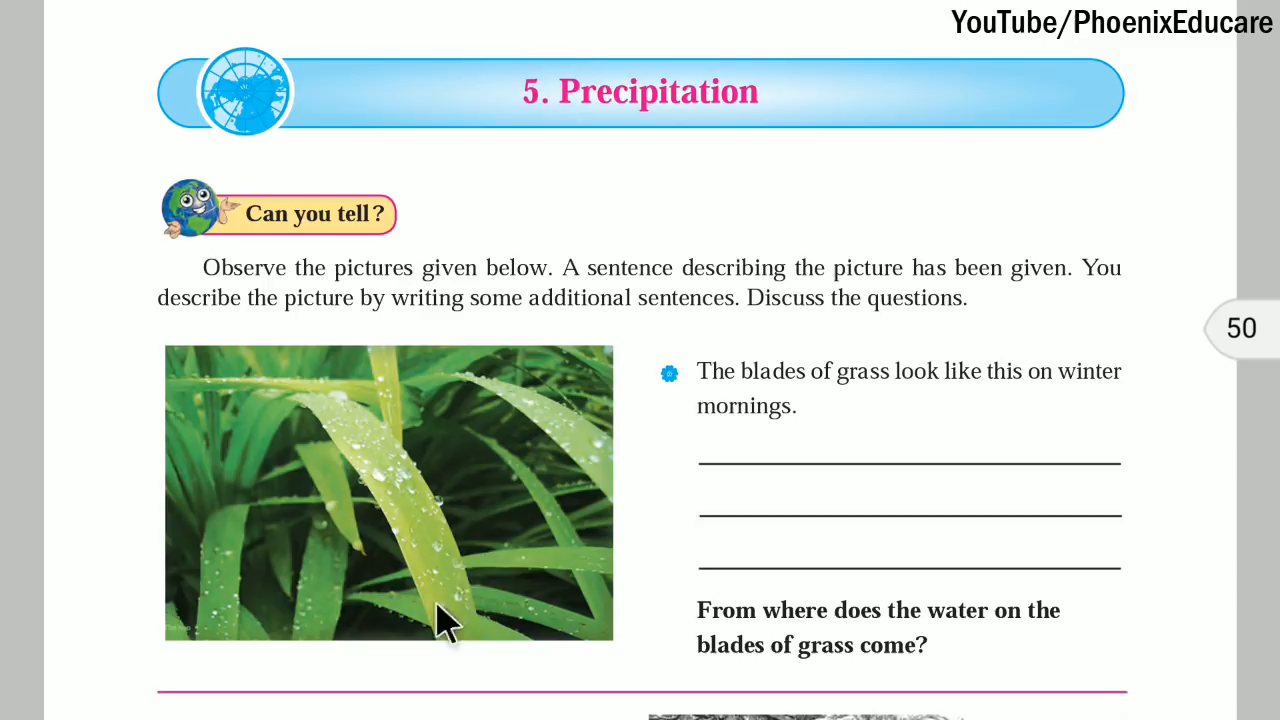 YouTube/PhoenixEducare
5. Precipitation
Can you tell?
Observe the pictures given below. A sentence describing the picture has been given. You
describe the picture by writing some additional sentences. Discuss the questions.
50
The blades of grass look like this on winter
mornings.
From where does the water on the
blades of grass come?